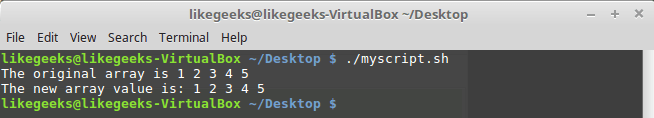 likegeeks@likegeeks-VirtualBox ~/Desktop
File Edit View Search Terminal Help
likegeeks@likegeeks-VirtualBox ~/Desktop $ ./myscript.sh
The original array is 1 2 3 4 5
The new array value is: 1 2 3 4 5
likegeeks@likegeeks-VirtualBox ~/Desktop $